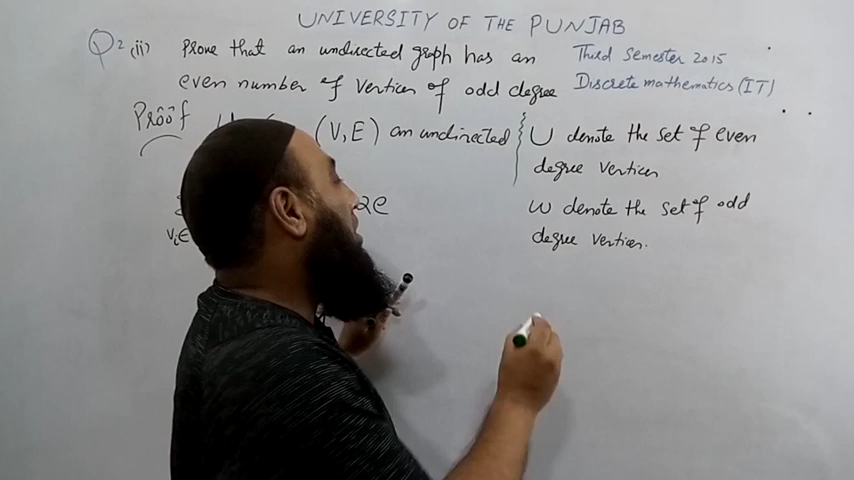 UNIVERSITY OF THE PUNJAB
Q2 (ii) Prove that an undirected graph has an
even number of vertices of odd degree
Third Semester 2015
Discrete mathematics (IT)
Proof
(V,E) an undirected
2e
Vi∈
U denote the set of even
degree vertices
W denote the set of odd
degree vertices.